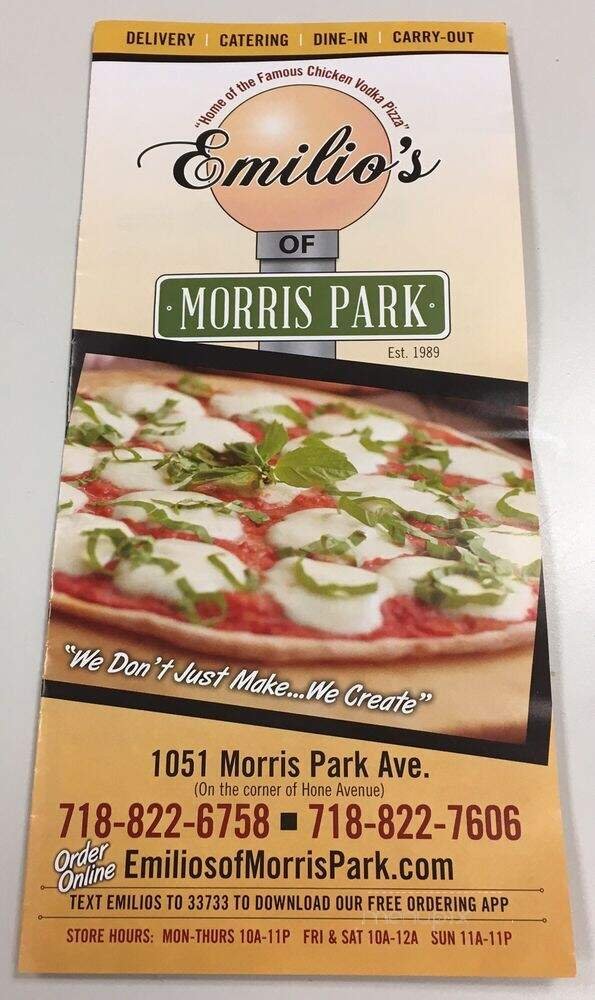 DELIVERY | CATERING | DINE-IN | CARRY-OUT
"Home of the Famous Chicken Vodka Pizza"
Emilio's
OF
· MORRIS PARK ·
Est. 1989
"We Don't Just Make...We Create"
1051 Morris Park Ave.
(On the corner of Hone Avenue)
718-822-6758 ■ 718-822-7606
Order Online EmiliosofMorrisPark.com
TEXT EMILIOS TO 33733 TO DOWNLOAD OUR FREE ORDERING APP
STORE HOURS: MON-THURS 10A-11P FRI & SAT 10A-12A SUN 11A-11P